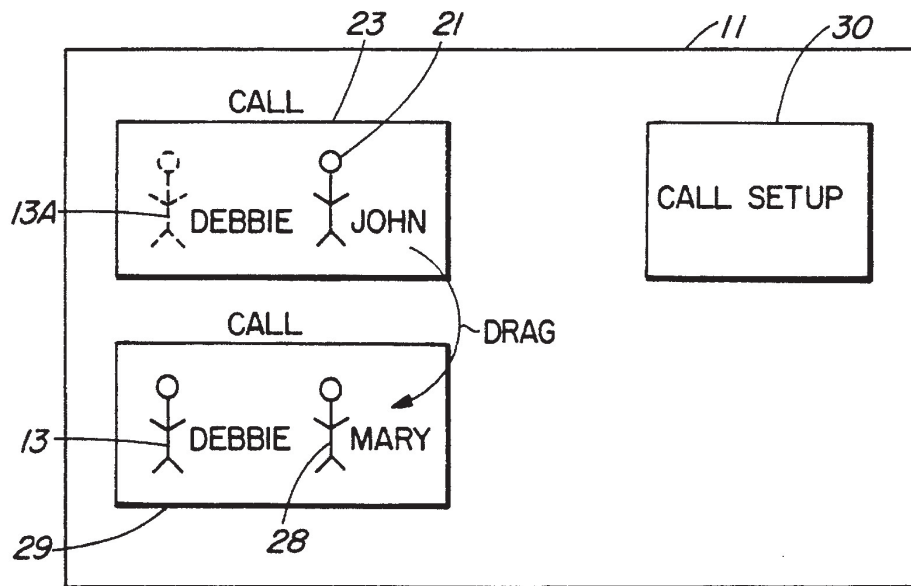 23
21
11
30
CALL
13A
DEBBIE
JOHN
CALL SETUP
DRAG
CALL
13
DEBBIE
MARY
29
28